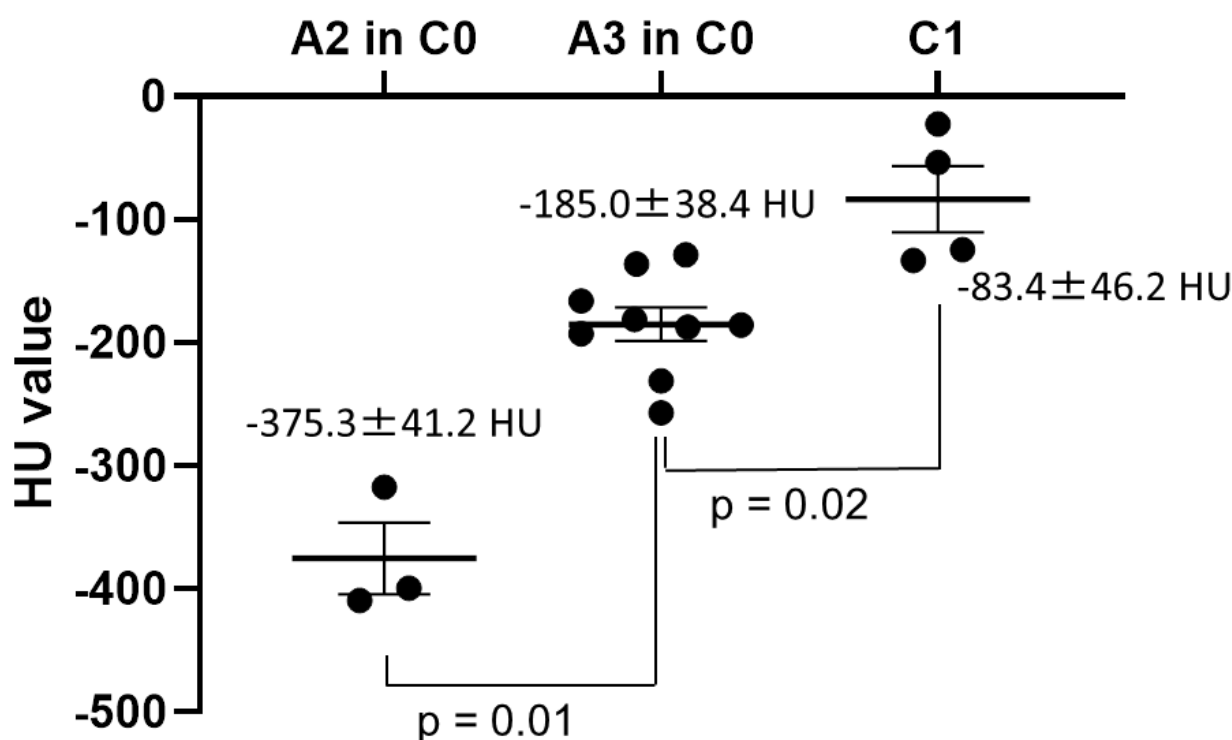 A2 in C0
A3 in C0
C1
HU value
0
-100
-200
-300
-400
-500
-185.0±38.4 HU
-83.4±46.2 HU
-375.3±41.2 HU
p = 0.02
p = 0.01